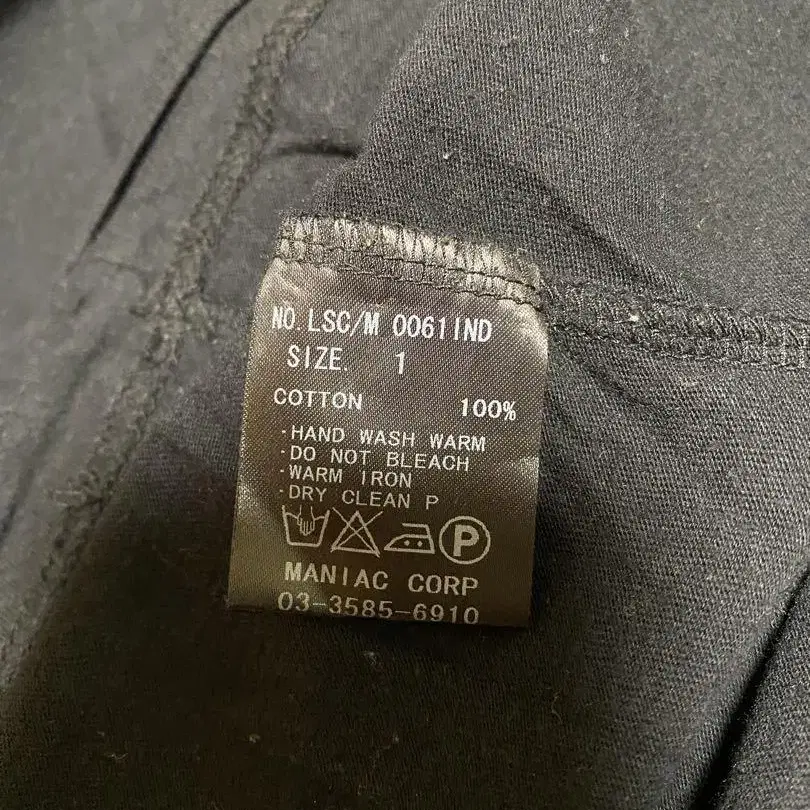 NO.LSC/M 0061IND
SIZE. 1
COTTON 100%
·HAND WASH WARM
·DO NOT BLEACH
·WARM IRON
·DRY CLEAN P
P
MANIAC CORP
03-3585-6910